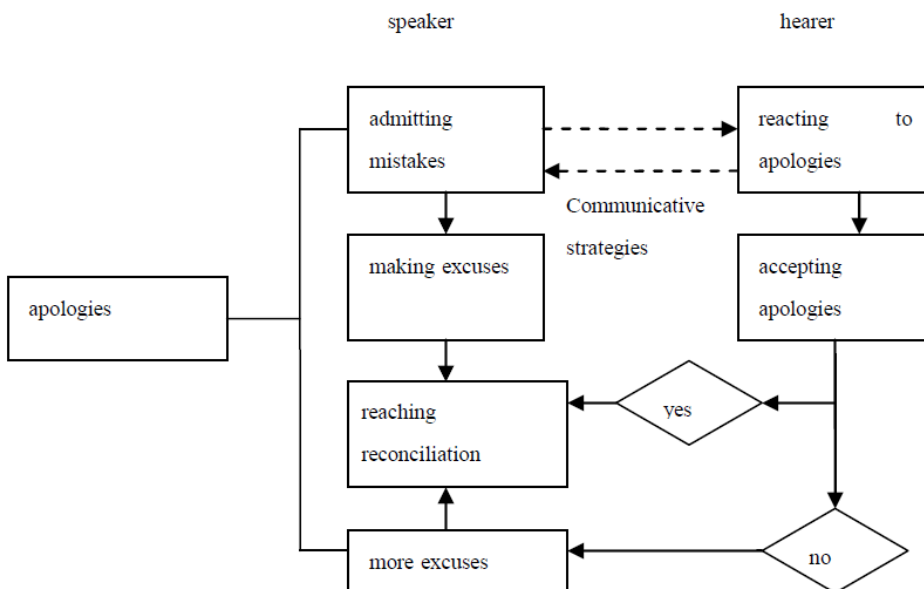 speaker
hearer
admitting
mistakes
reacting to
apologies
Communicative
strategies
making excuses
accepting
apologies
apologies
reaching
reconciliation
yes
more excuses
no